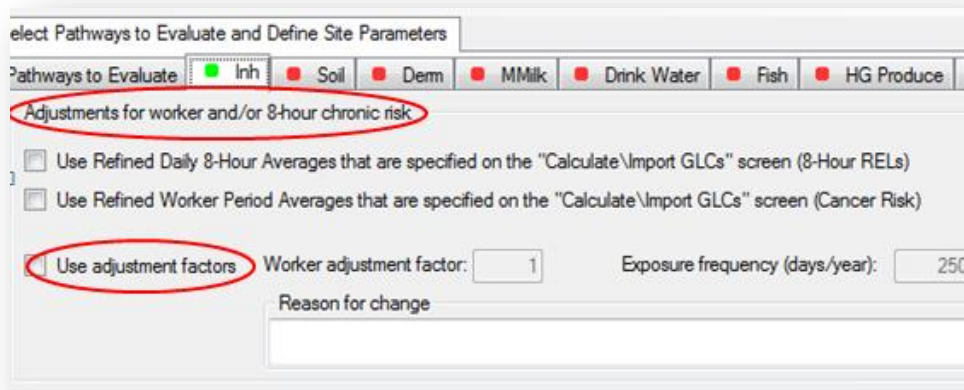 elect Pathways to Evaluate and Define Site Parameters
Pathways to Evaluate Inh Soil Derm MMilk Drink Water Fish HG Produce
Adjustments for worker and/or 8-hour chronic risk
Use Refined Daily 8-Hour Averages that are specified on the "Calculate\Import GLCs" screen (8-Hour RELs)
Use Refined Worker Period Averages that are specified on the "Calculate\Import GLCs" screen (Cancer Risk)
Use adjustment factors Worker adjustment factor: 1 Exposure frequency (days/year): 250
Reason for change